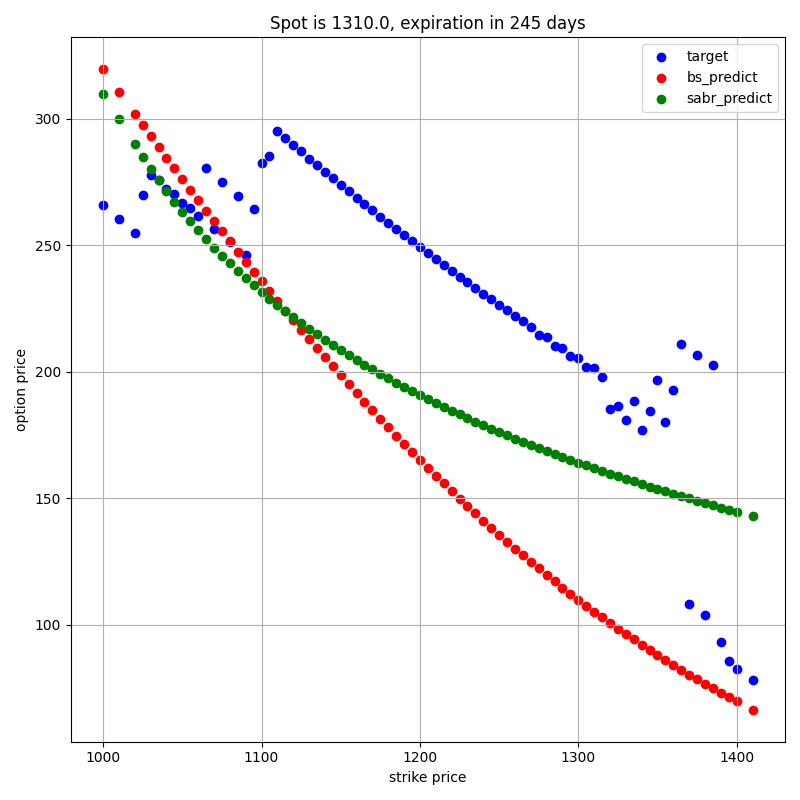 Spot is 1310.0, expiration in 245 days
target
bs_predict
sabr_predict
option price
300
250
200
150
100
1000
1100
1200
1300
1400
strike price